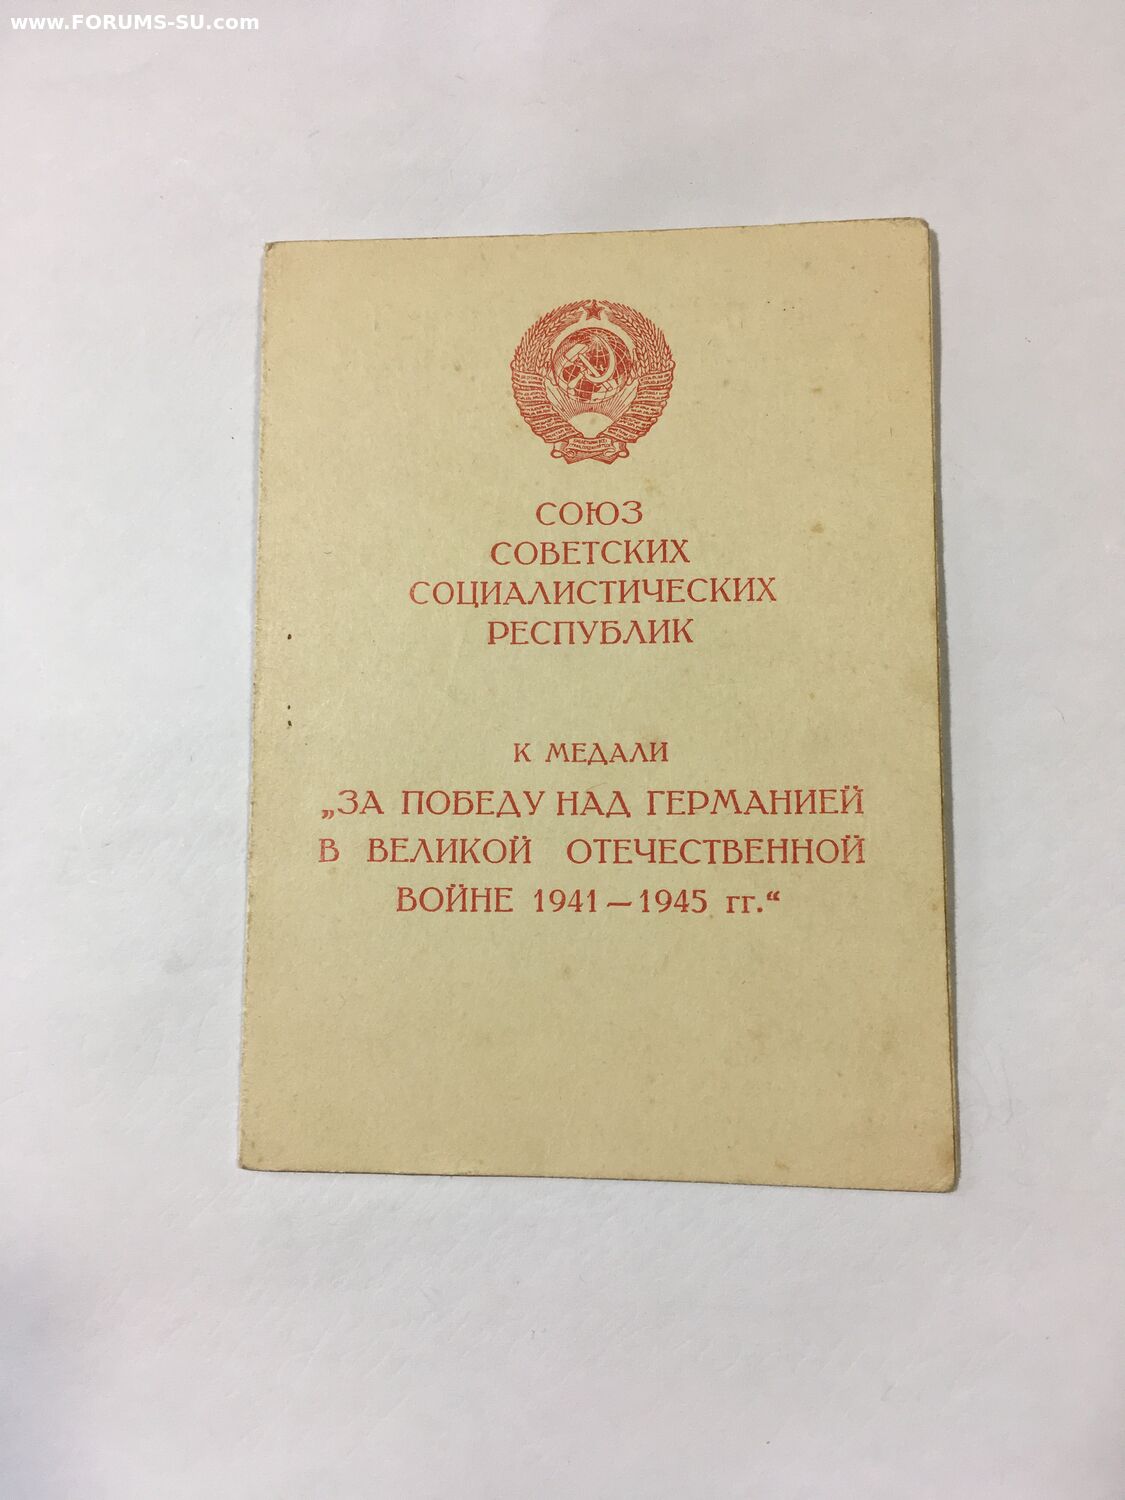 www.FORUMS-SU.com
СОЮЗ
СОВЕТСКИХ
СОЦИАЛИСТИЧЕСКИХ
РЕСПУБЛИК
К МЕДАЛИ
„ЗА ПОБЕДУ НАД ГЕРМАНИЕЙ
В ВЕЛИКОЙ ОТЕЧЕСТВЕННОЙ
ВОЙНЕ 1941—1945 гг.“